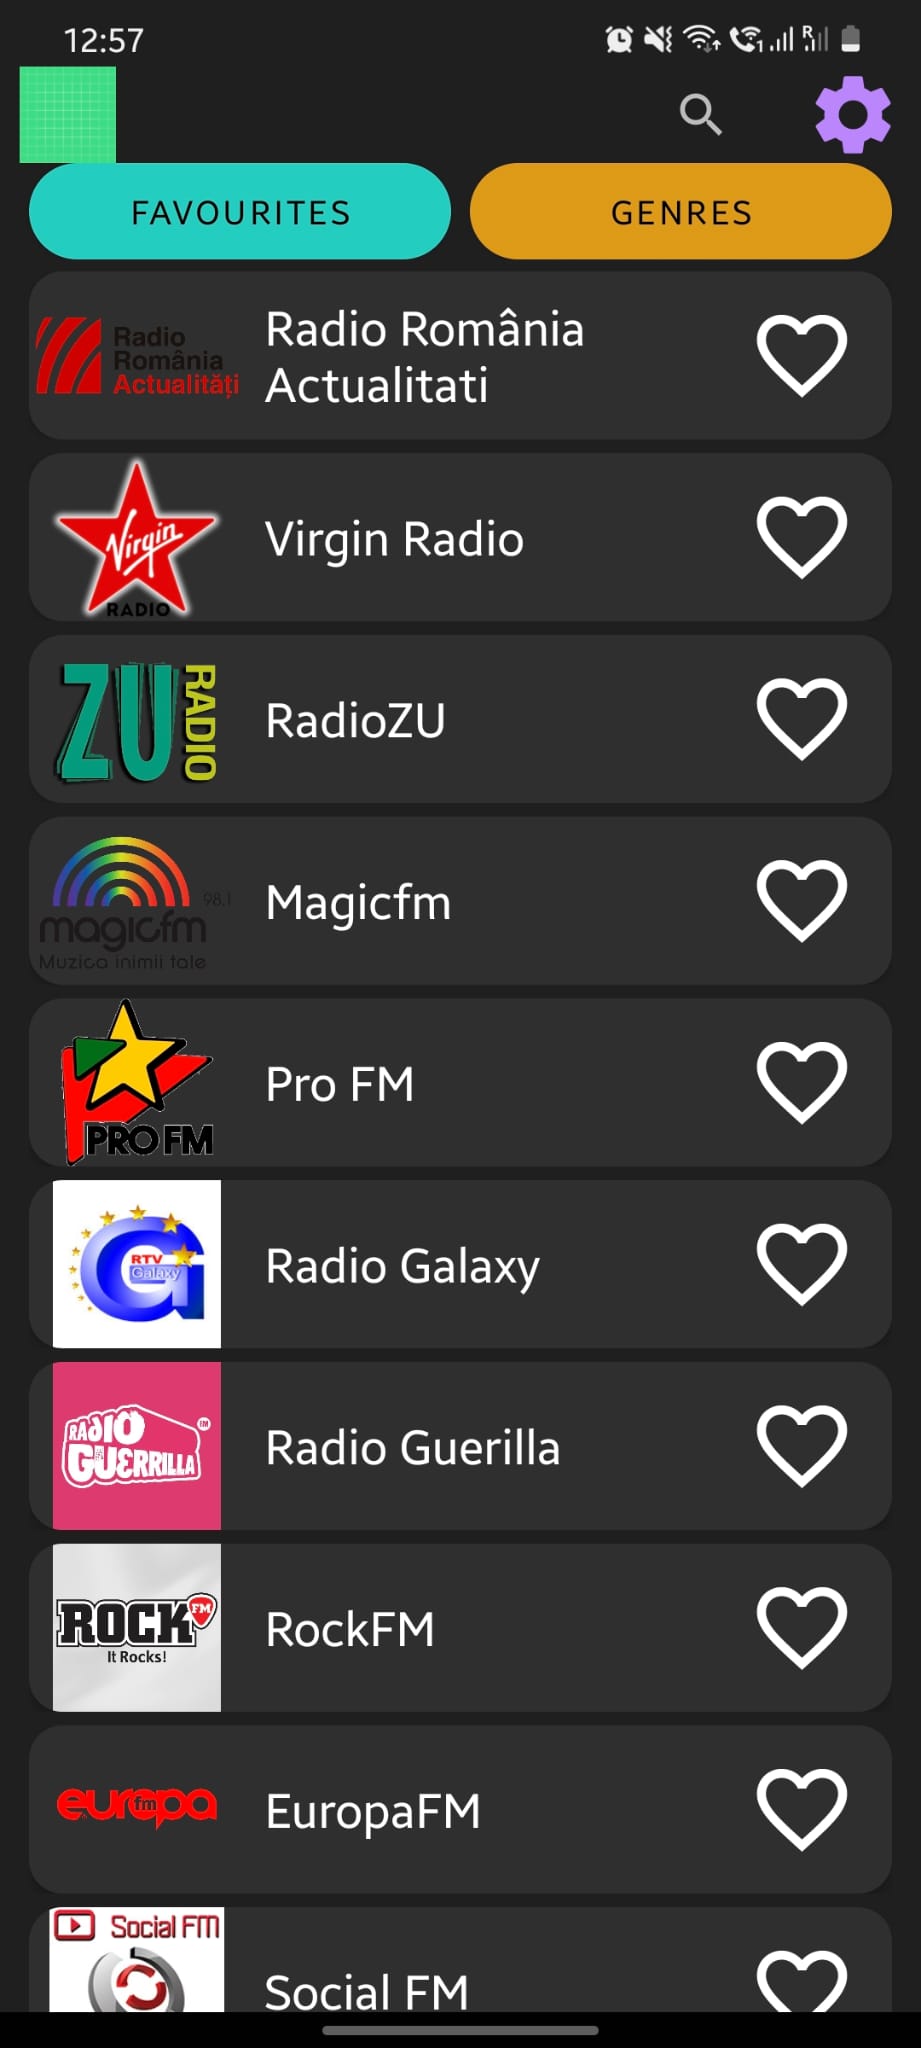 12:57
FAVOURITES
GENRES
Radio
România
Actualități
Radio România
Actualitati
Virgin
RADIO
Virgin Radio
ZU RADIO
RadioZU
98.1
magicfm
Muzica inimii tale
Magicfm
PRO FM
Pro FM
RTV
Galaxy
Radio Galaxy
RADIO
GUERRILLA
FM
Radio Guerilla
ROCK FM
It Rocks!
RockFM
europa fm
EuropaFM
Social FM
Social FM